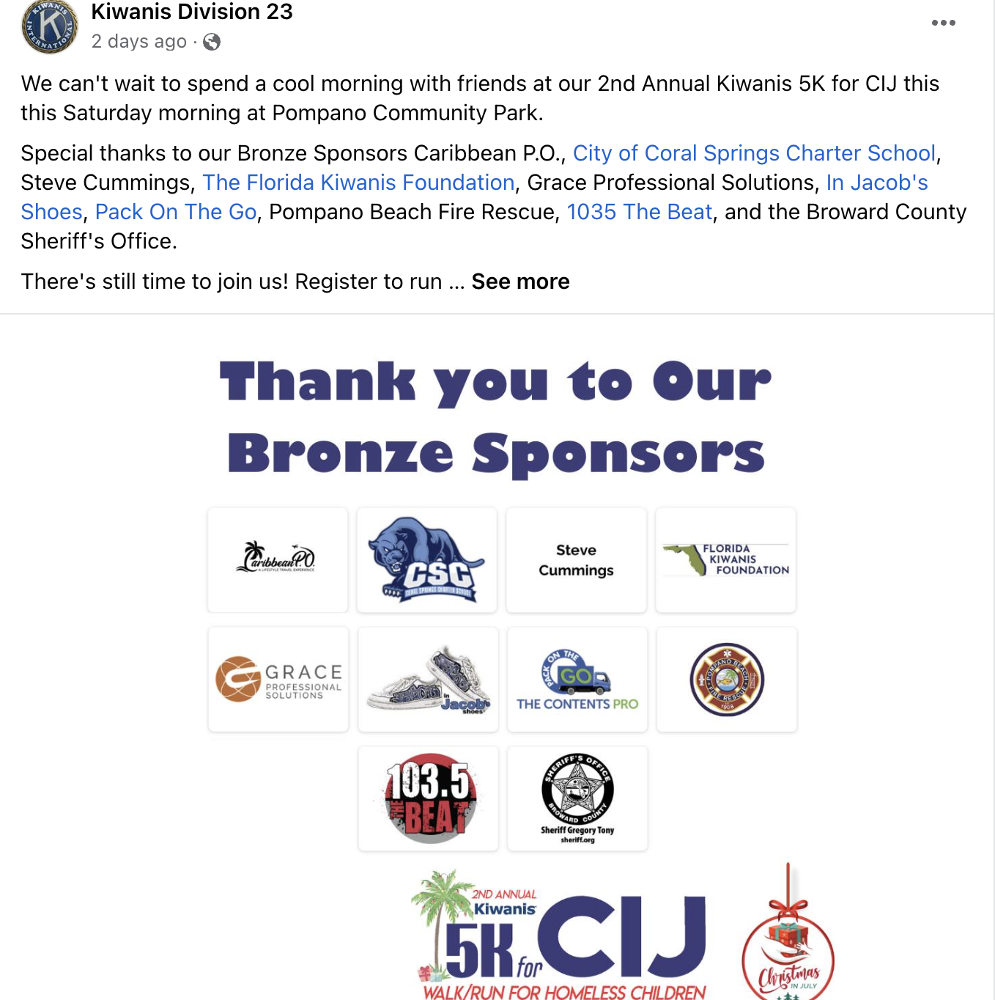 KIWANIS
K
INTERNATIONAL
Kiwanis Division 23
2 days ago ·
We can't wait to spend a cool morning with friends at our 2nd Annual Kiwanis 5K for CIJ this
this Saturday morning at Pompano Community Park.
Special thanks to our Bronze Sponsors Caribbean P.O., City of Coral Springs Charter School,
Steve Cummings, The Florida Kiwanis Foundation, Grace Professional Solutions, In Jacob's
Shoes, Pack On The Go, Pompano Beach Fire Rescue, 1035 The Beat, and the Broward County
Sheriff's Office.
There's still time to join us! Register to run ... See more
Thank you to Our
Bronze Sponsors
Caribbean P.O.
A LIFESTYLE TRAVEL EXPERIENCE
CSC
CORAL SPRINGS CHARTER SCHOOL
Steve
Cummings
FLORIDA
KIWANIS
FOUNDATION
GRACE
PROFESSIONAL
SOLUTIONS
in
Jacob's
shoes
PACK ON THE
GO
THE CONTENTS PRO
POMPANO BEACH
FIRE RESCUE
1908
103.5
THE BEAT
SHERIFF'S OFFICE
BROWARD COUNTY
Sheriff Gregory Tony
sheriff.org
2ND ANNUAL
Kiwanis
5K for CIJ
WALK/RUN FOR HOMELESS CHILDREN
Christmas
IN JULY